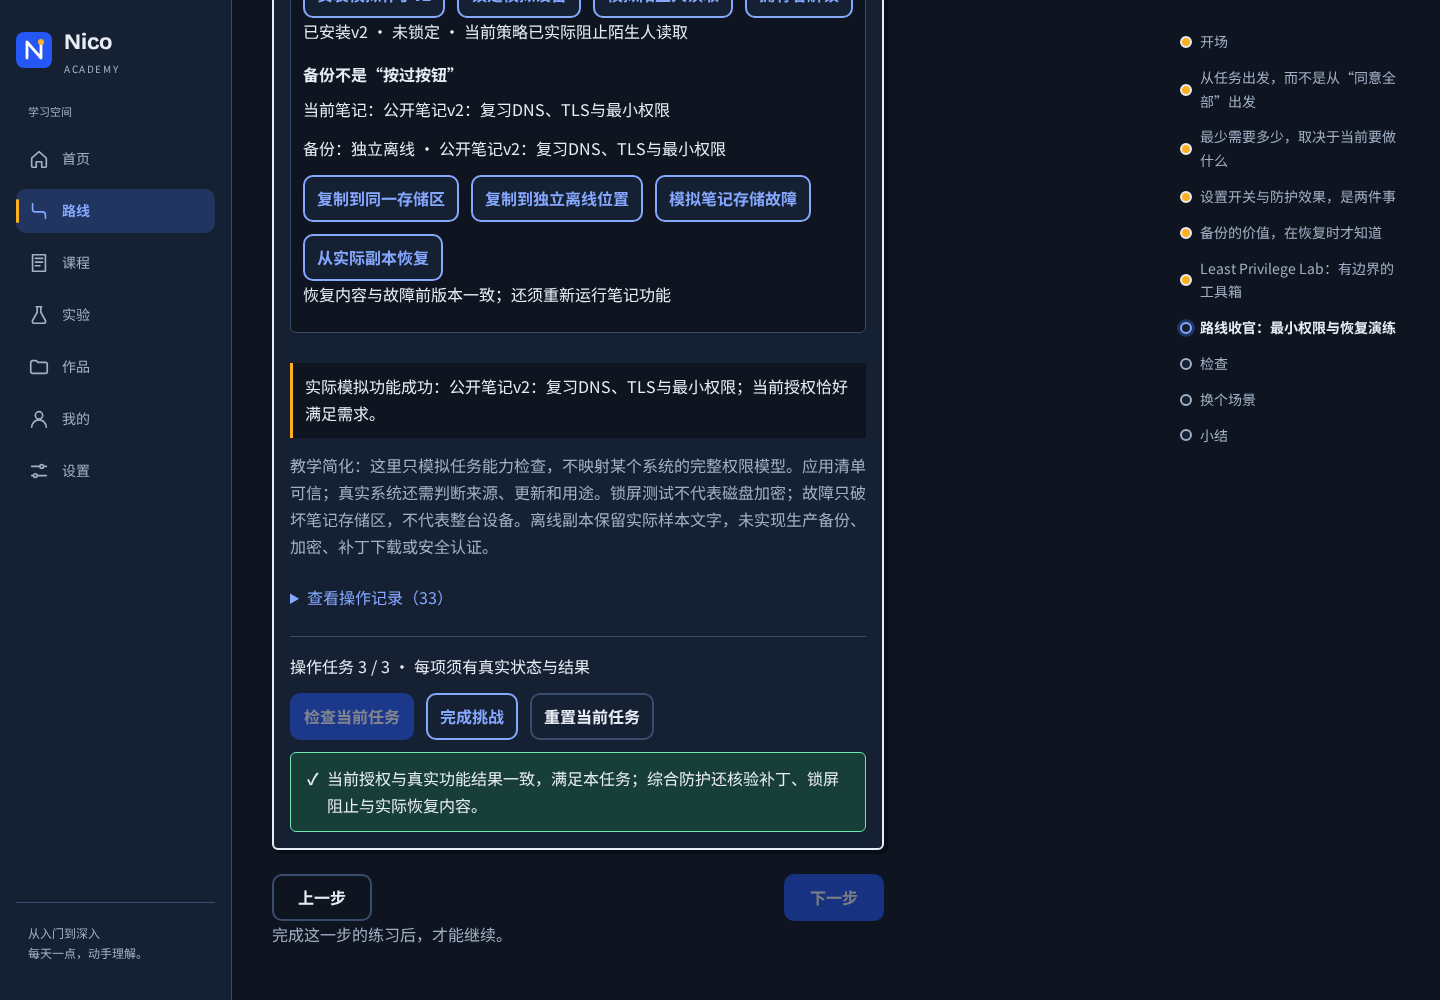 Nico
ACADEMY
学习空间
首页
路线
课程
实验
作品
我的
设置
从入门到深入
每天一点，动手理解。
已安装v2 · 未锁定 · 当前策略已实际阻止陌生人读取
备份不是“按过按钮”
当前笔记：公开笔记v2：复习DNS、TLS与最小权限
备份：独立离线 · 公开笔记v2：复习DNS、TLS与最小权限
复制到同一存储区
复制到独立离线位置
模拟笔记存储故障
从实际副本恢复
恢复内容与故障前版本一致；还须重新运行笔记功能
实际模拟功能成功：公开笔记v2：复习DNS、TLS与最小权限；当前授权恰好
满足需求。
教学简化：这里只模拟任务能力检查，不映射某个系统的完整权限模型。应用清单
可信；真实系统还需判断来源、更新和用途。锁屏测试不代表磁盘加密；故障只破
坏笔记存储区，不代表整台设备。离线副本保留实际样本文字，未实现生产备份、
加密、补丁下载或安全认证。
▶ 查看操作记录（33）
操作任务 3 / 3 · 每项须有真实状态与结果
检查当前任务
完成挑战
重置当前任务
✓ 当前授权与真实功能结果一致，满足本任务；综合防护还核验补丁、锁屏
阻止与实际恢复内容。
上一步
下一步
完成这一步的练习后，才能继续。
开场
从任务出发，而不是从“同意全
部”出发
最少需要多少，取决于当前要做
什么
设置开关与防护效果，是两件事
备份的价值，在恢复时才知道
Least Privilege Lab：有边界的
工具箱
路线收官：最小权限与恢复演练
检查
换个场景
小结